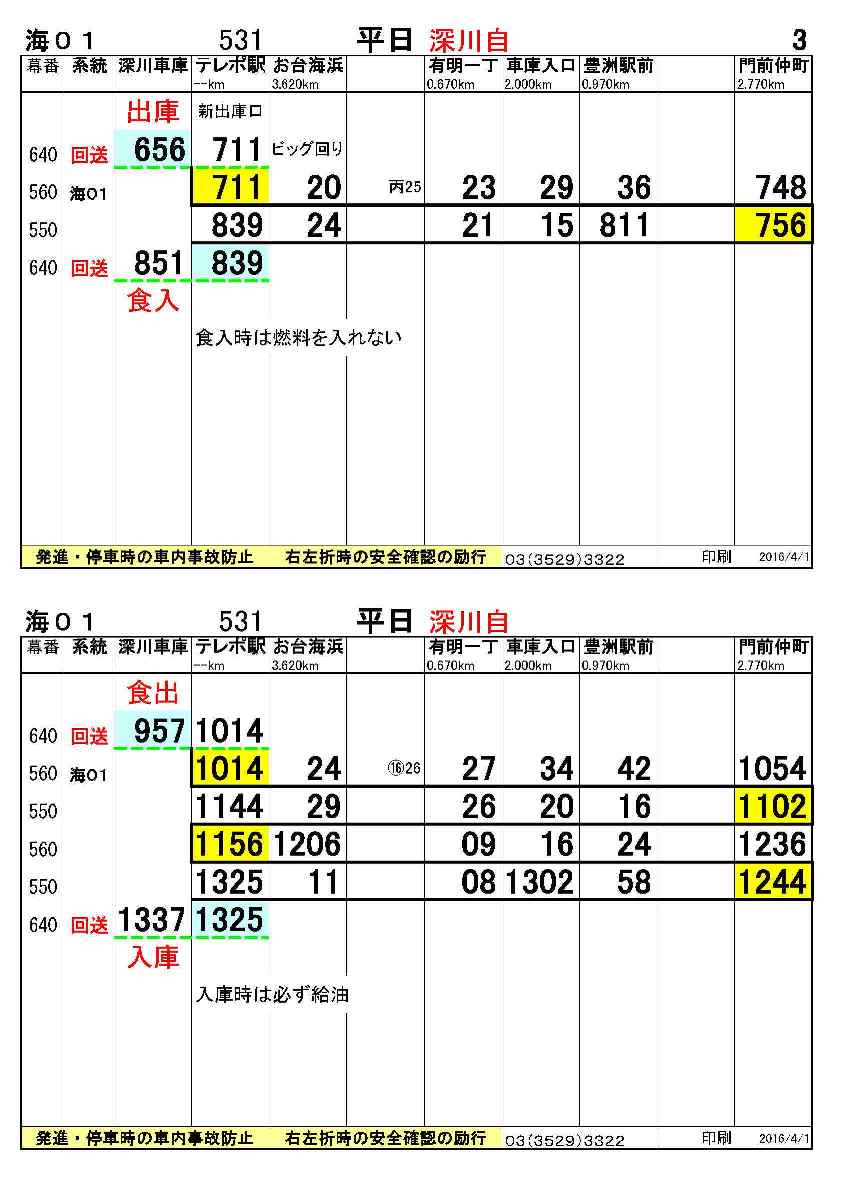 海０１ 531 平日 深川自 3
幕番 系統 深川車庫 テレポ駅 お台海浜 有明一丁 車庫入口 豊洲駅前 門前仲町
--km 3.620km 0.670km 2.000km 0.970km 2.770km
出庫 新出庫口
640 回送 656 711 ビッグ回り
560 海01 711 20 丙25 23 29 36 748
550 839 24 21 15 811 756
640 回送 851 839
食入
食入時は燃料を入れない
発進・停車時の車内事故防止 右左折時の安全確認の励行 03(3529)3322 印刷 2016/4/1
海０１ 531 平日 深川自
幕番 系統 深川車庫 テレポ駅 お台海浜 有明一丁 車庫入口 豊洲駅前 門前仲町
--km 3.620km 0.670km 2.000km 0.970km 2.770km
食出
640 回送 957 1014
560 海01 1014 24 ⑯26 27 34 42 1054
550 1144 29 26 20 16 1102
560 1156 1206 09 16 24 1236
550 1325 11 08 1302 58 1244
640 回送 1337 1325
入庫
入庫時は必ず給油
発進・停車時の車内事故防止 右左折時の安全確認の励行 03(3529)3322 印刷 2016/4/1